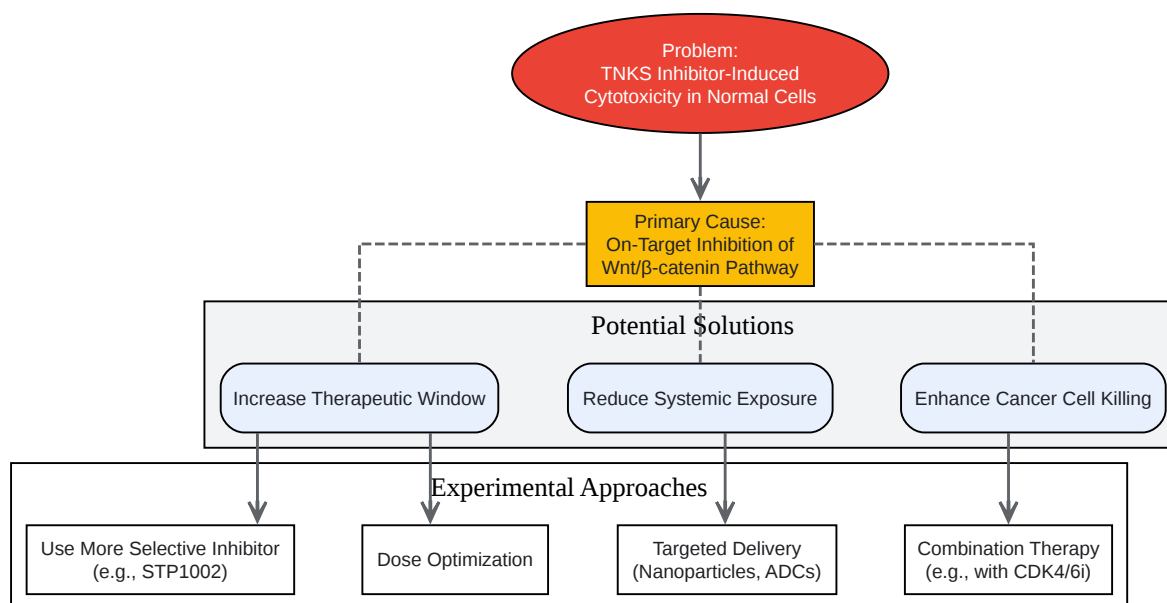 Problem:
TNKS Inhibitor-Induced
Cytotoxicity in Normal Cells
Primary Cause:
On-Target Inhibition of
Wnt/β-catenin Pathway
Potential Solutions
Increase Therapeutic Window
Reduce Systemic Exposure
Enhance Cancer Cell Killing
Experimental Approaches
Use More Selective Inhibitor
(e.g., STP1002)
Dose Optimization
Targeted Delivery
(Nanoparticles, ADCs)
Combination Therapy
(e.g., with CDK4/6i)